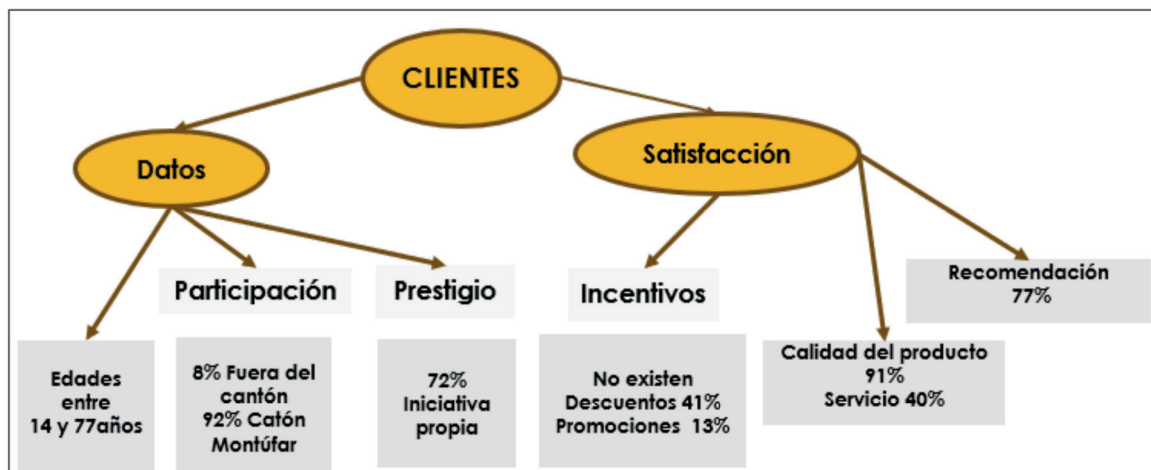 CLIENTES
Datos
Satisfacción
Participación
Prestigio
Incentivos
Recomendación
77%
Edades
entre
14 y 77años
8% Fuera del
cantón
92% Catón
Montúfar
72%
Iniciativa
propia
No existen
Descuentos 41%
Promociones 13%
Calidad del producto
91%
Servicio 40%